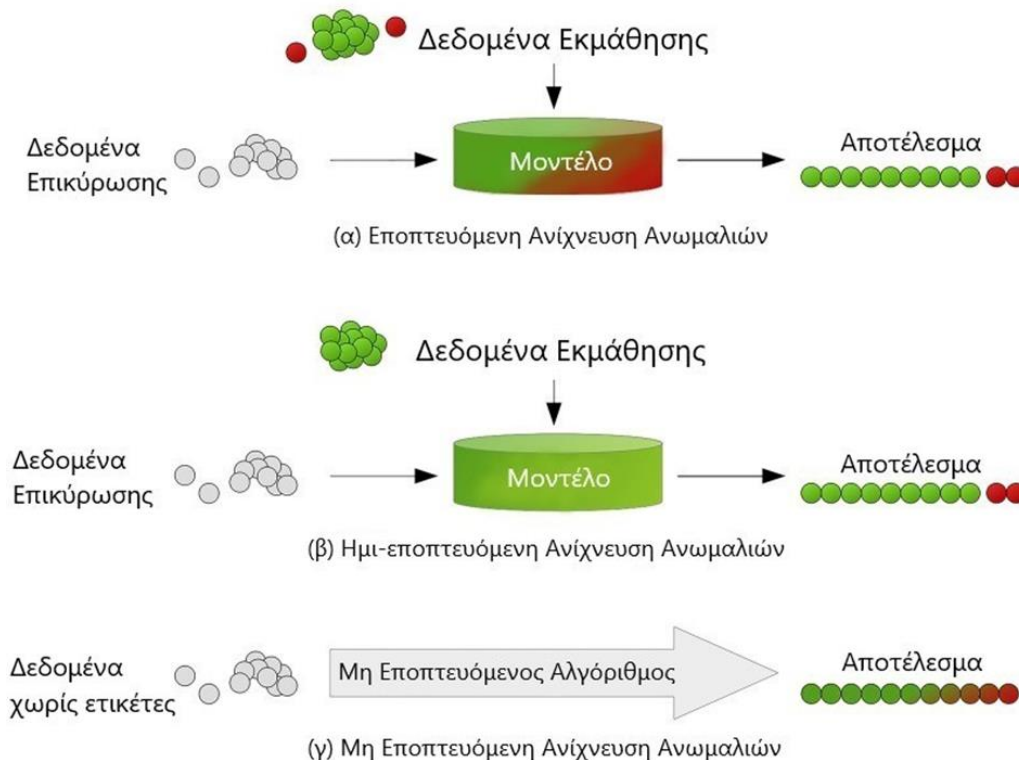 Δεδομένα Εκμάθησης
Δεδομένα
Επικύρωσης
Μοντέλο
Αποτέλεσμα
(α) Εποπτευόμενη Ανίχνευση Ανωμαλιών
Δεδομένα Εκμάθησης
Δεδομένα
Επικύρωσης
Μοντέλο
Αποτέλεσμα
(β) Ημι-εποπτευόμενη Ανίχνευση Ανωμαλιών
Δεδομένα
χωρίς ετικέτες
Μη Εποπτευόμενος Αλγόριθμος
Αποτέλεσμα
(γ) Μη Εποπτευόμενη Ανίχνευση Ανωμαλιών